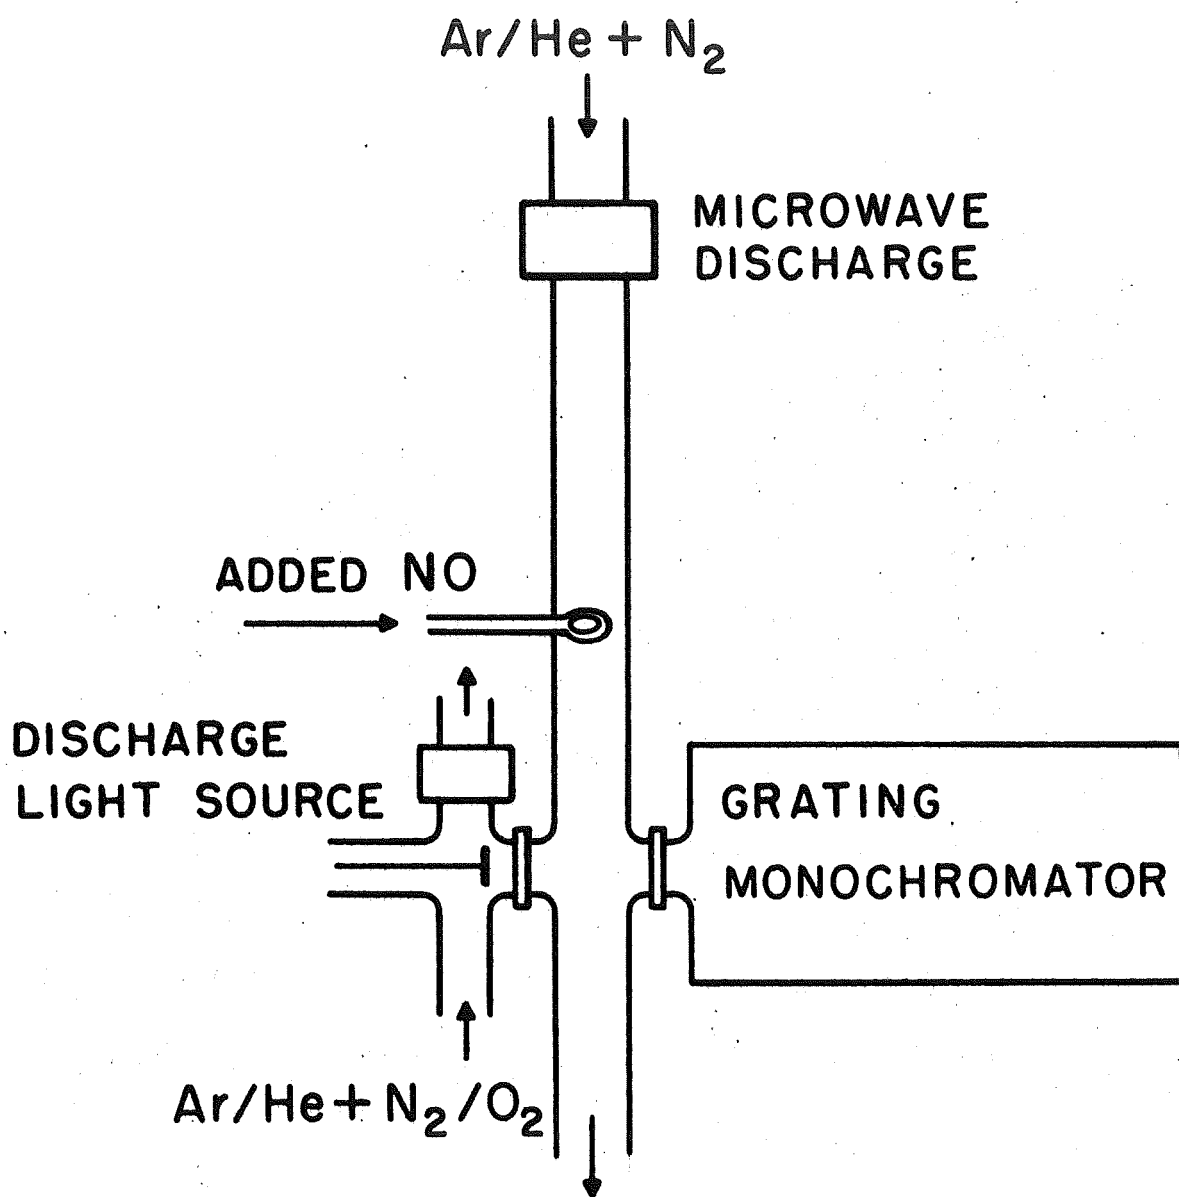 Ar/He + N₂
MICROWAVE
DISCHARGE
ADDED NO
DISCHARGE
LIGHT SOURCE
GRATING
MONOCHROMATOR
Ar/He + N₂/O₂